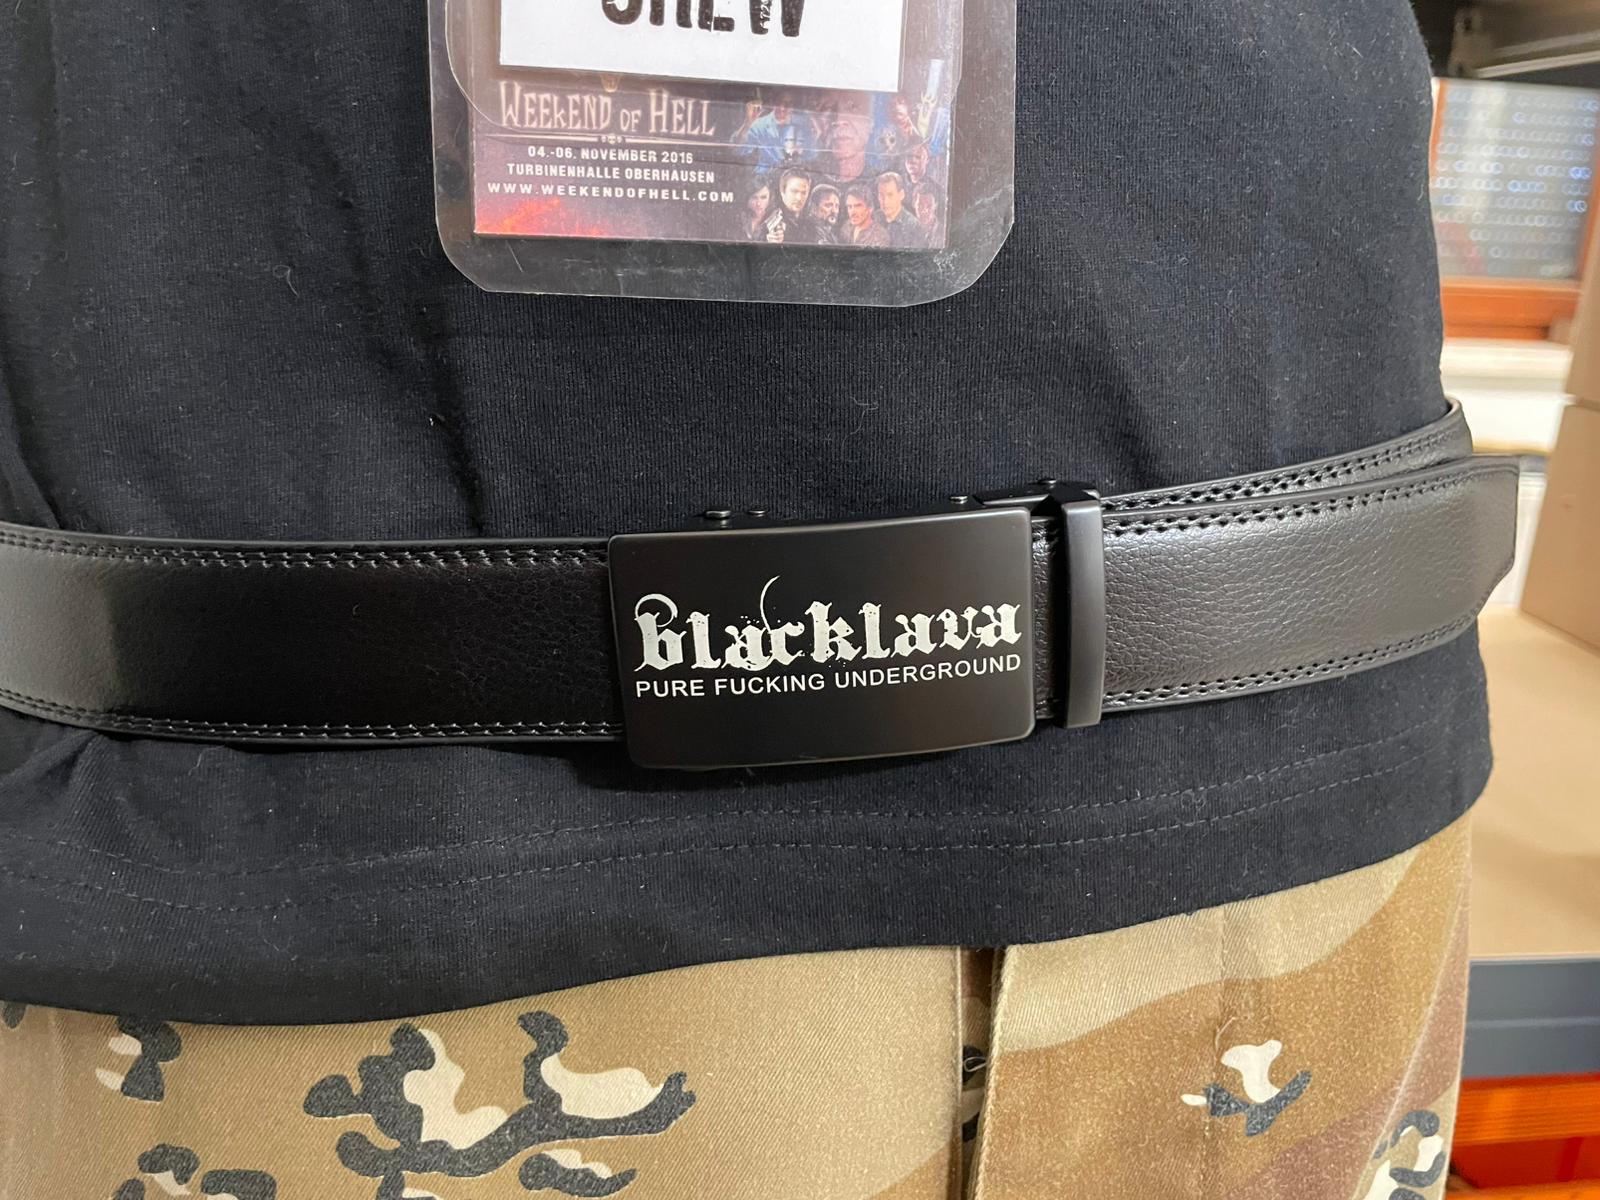 CREW
WEEKEND OF HELL
04.-06. NOVEMBER 2016
TURBINENHALLE OBERHAUSEN
WWW.WEEKENDOFHELL.COM
blacklava
PURE FUCKING UNDERGROUND